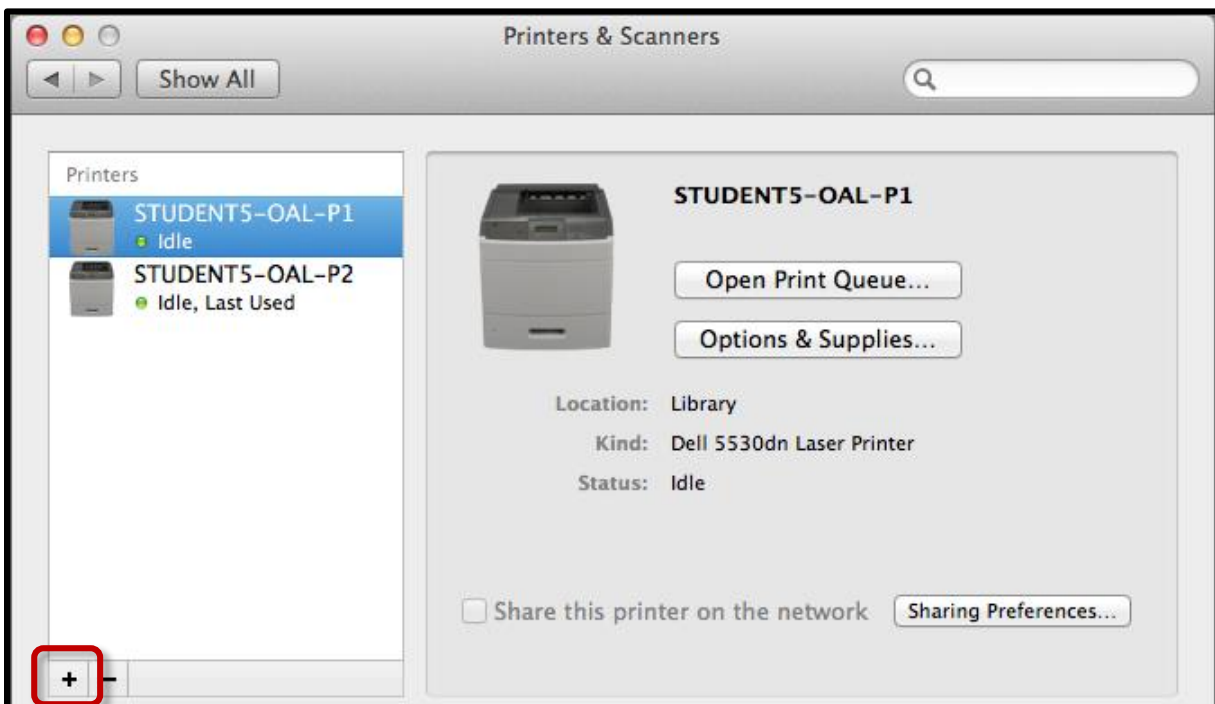 Printers & Scanners
Show All
Printers
STUDENT5-OAL-P1
Idle
STUDENT5-OAL-P2
Idle, Last Used
+ -
STUDENT5-OAL-P1
Open Print Queue...
Options & Supplies...
Location: Library
Kind: Dell 5530dn Laser Printer
Status: Idle
Share this printer on the network
Sharing Preferences...